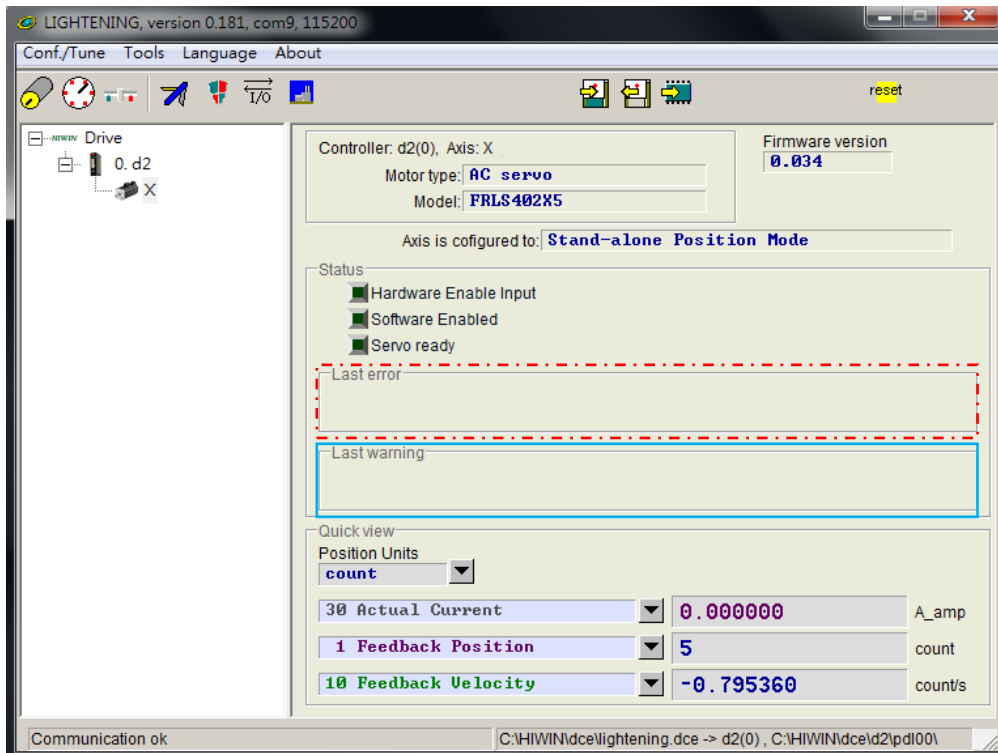 LIGHTENING, version 0.181, com9, 115200
Conf./Tune Tools Language About
I/O
reset
HIWIN Drive
0. d2
X
Controller: d2(0), Axis: X
Motor type: AC servo
Model: FRLS402X5
Firmware version
0.034
Axis is cofigured to: Stand-alone Position Mode
Status
Hardware Enable Input
Software Enabled
Servo ready
Last error
Last warning
Quick view
Position Units
count
30 Actual Current 0.000000 A_amp
1 Feedback Position 5 count
10 Feedback Velocity -0.795360 count/s
Communication ok C:\HIWIN\dce\lightening.dce -> d2(0) , C:\HIWIN\dce\d2\pdl00\